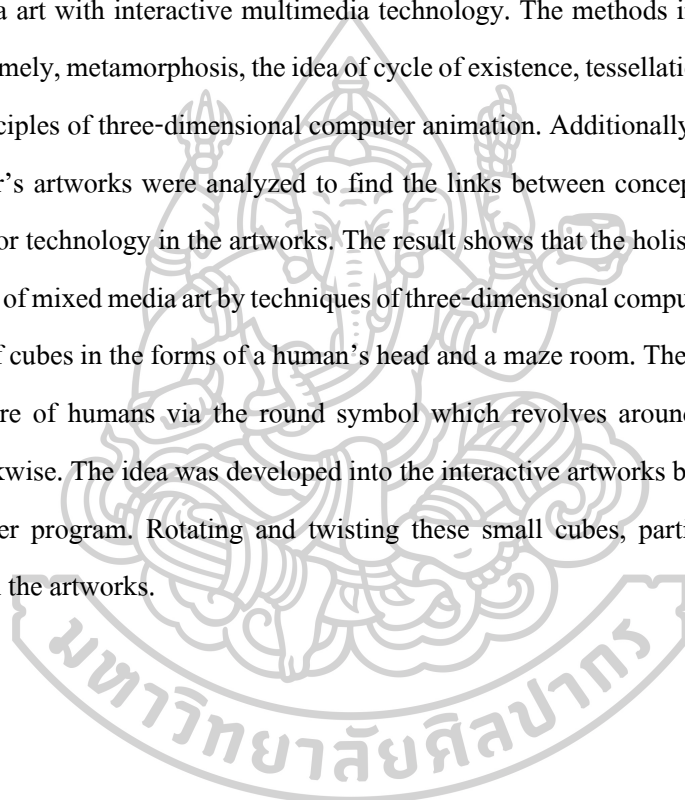 a art with interactive multimedia technology. The methods i
mely, metamorphosis, the idea of cycle of existence, tessellati
ciples of three-dimensional computer animation. Additionally
r's artworks were analyzed to find the links between concep
or technology in the artworks. The result shows that the holis
of mixed media art by techniques of three-dimensional compu
f cubes in the forms of a human's head and a maze room. The
re of humans via the round symbol which revolves aroun
kwise. The idea was developed into the interactive artworks b
er program. Rotating and twisting these small cubes, parti
the artworks.
มหาวิทยาลัยศิลปากร